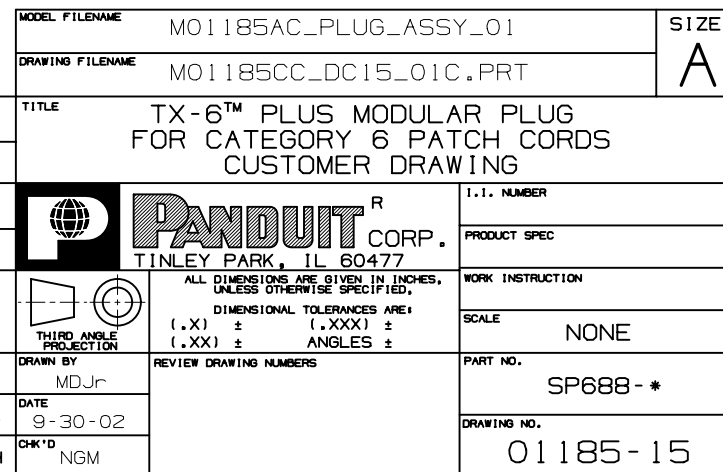 MODEL FILENAME
M01185AC_PLUG_ASSY_01
SIZE
A
DRAWING FILENAME
M01185CC_DC15_01C.PRT
TITLE
TX-6™ PLUS MODULAR PLUG
FOR CATEGORY 6 PATCH CORDS
CUSTOMER DRAWING
P
PANDUIT R
CORP.
TINLEY PARK, IL 60477
I.I. NUMBER
PRODUCT SPEC
WORK INSTRUCTION
SCALE
NONE
THIRD ANGLE
PROJECTION
ALL DIMENSIONS ARE GIVEN IN INCHES,
UNLESS OTHERWISE SPECIFIED,
DIMENSIONAL TOLERANCES ARE:
(.X) ± (.XXX) ±
(.XX) ± ANGLES ±
DRAWN BY
MDJr
DATE
9-30-02
CHK'D
NGM
REVIEW DRAWING NUMBERS
PART NO.
SP688-*
DRAWING NO.
01185-15